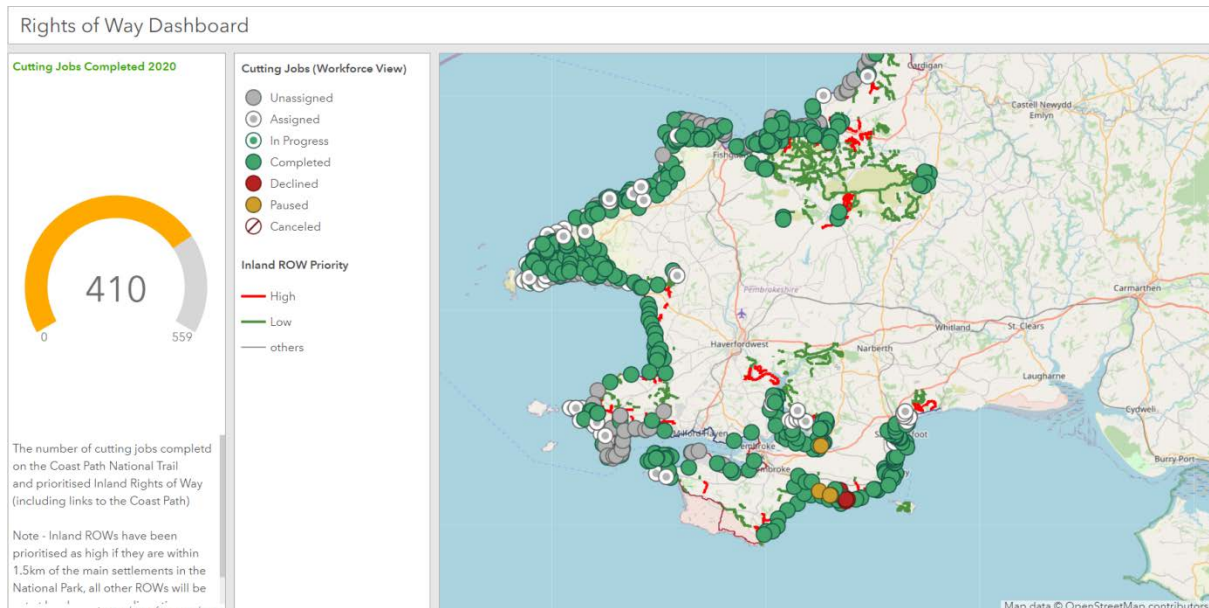 Rights of Way Dashboard
Cutting Jobs Completed 2020
410
0
559
The number of cutting jobs completd
on the Coast Path National Trail
and prioritised Inland Rights of Way
(including links to the Coast Path)
Note - Inland ROWs have been
prioritised as high if they are within
1.5km of the main settlements in the
National Park, all other ROWs will be
Cutting Jobs (Workforce View)
Unassigned
Assigned
In Progress
Completed
Declined
Paused
Canceled
Inland ROW Priority
High
Low
others
Cardigan
Castell Newydd
Emlyn
Pembrokeshire
Carmarthen
Whitland
St. Clears
Haverfordwest
Narberth
Laugharne
Cydweli
Burry Port
Map data © OpenStreetMap contributors